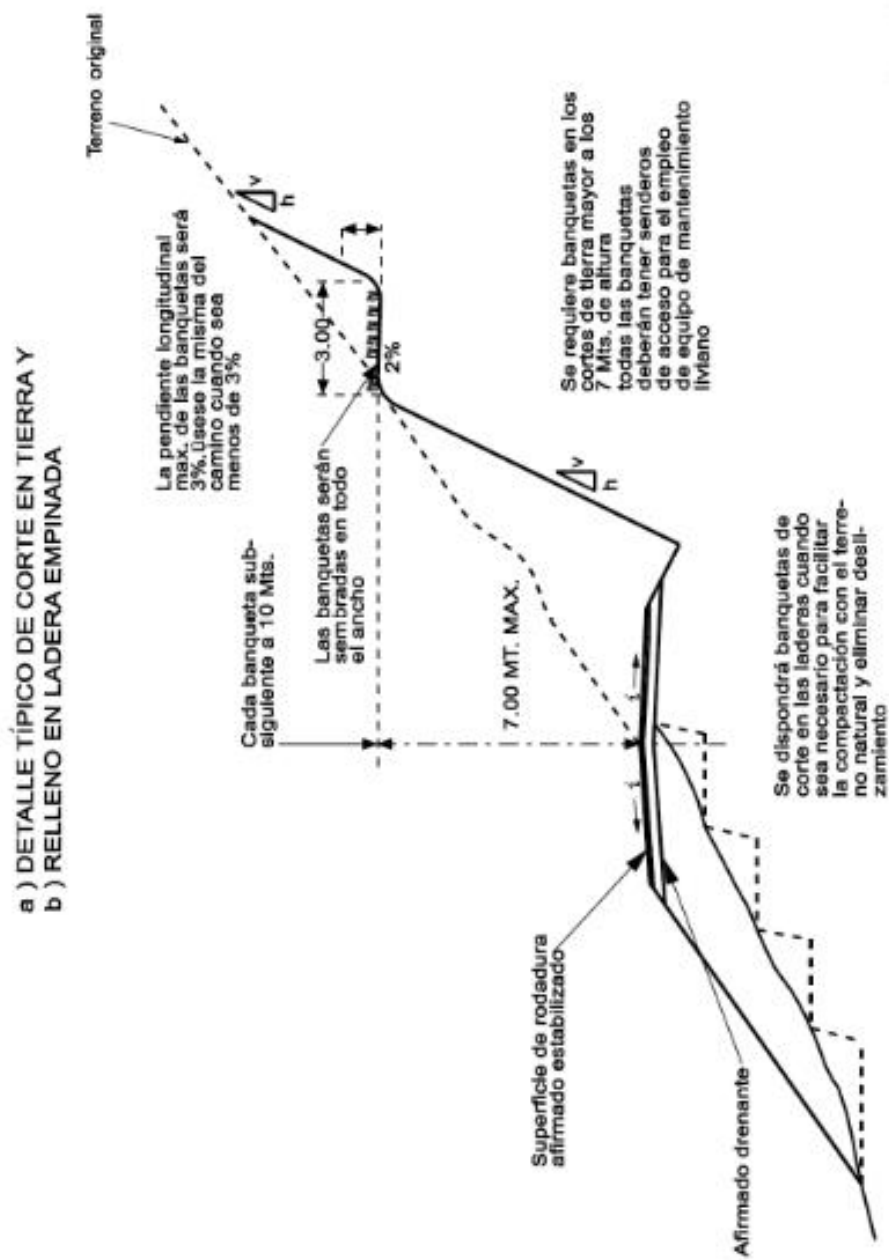 a ) DETALLE TÍPICO DE CORTE EN TIERRA Y
b ) RELLENO EN LADERA EMPINADA
Terreno original
La pendiente longitudinal
max. de las banquetas será
3%.úsese la misma del
camino cuando sea
menos de 3%
v
h
Cada banqueta sub-
siguiente a 10 Mts.
3.00
2%
Las banquetas serán
sembradas en todo
el ancho
7.00 MT. MAX.
v
h
Se requiere banquetas en los
cortes de tierra mayor a los
7 Mts. de altura
todas las banquetas
deberán tener senderos
de acceso para el empleo
de equipo de mantenimiento
liviano
i
i
Superficie de rodadura
afirmado estabilizado
Afirmado drenante
Se dispondrá banquetas de
corte en las laderas cuando
sea necesario para facilitar
la compactación con el terre-
no natural y eliminar desli-
zamiento